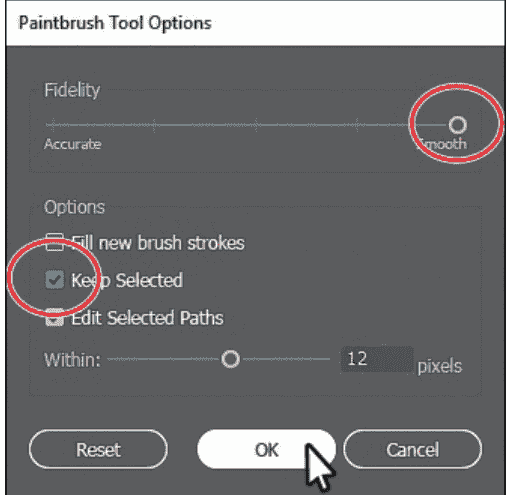 Paintbrush Tool Options
Fidelity
Accurate
Smooth
Options
Fill new brush strokes
Keep Selected
Edit Selected Paths
Within:
12
pixels
Reset
OK
Cancel